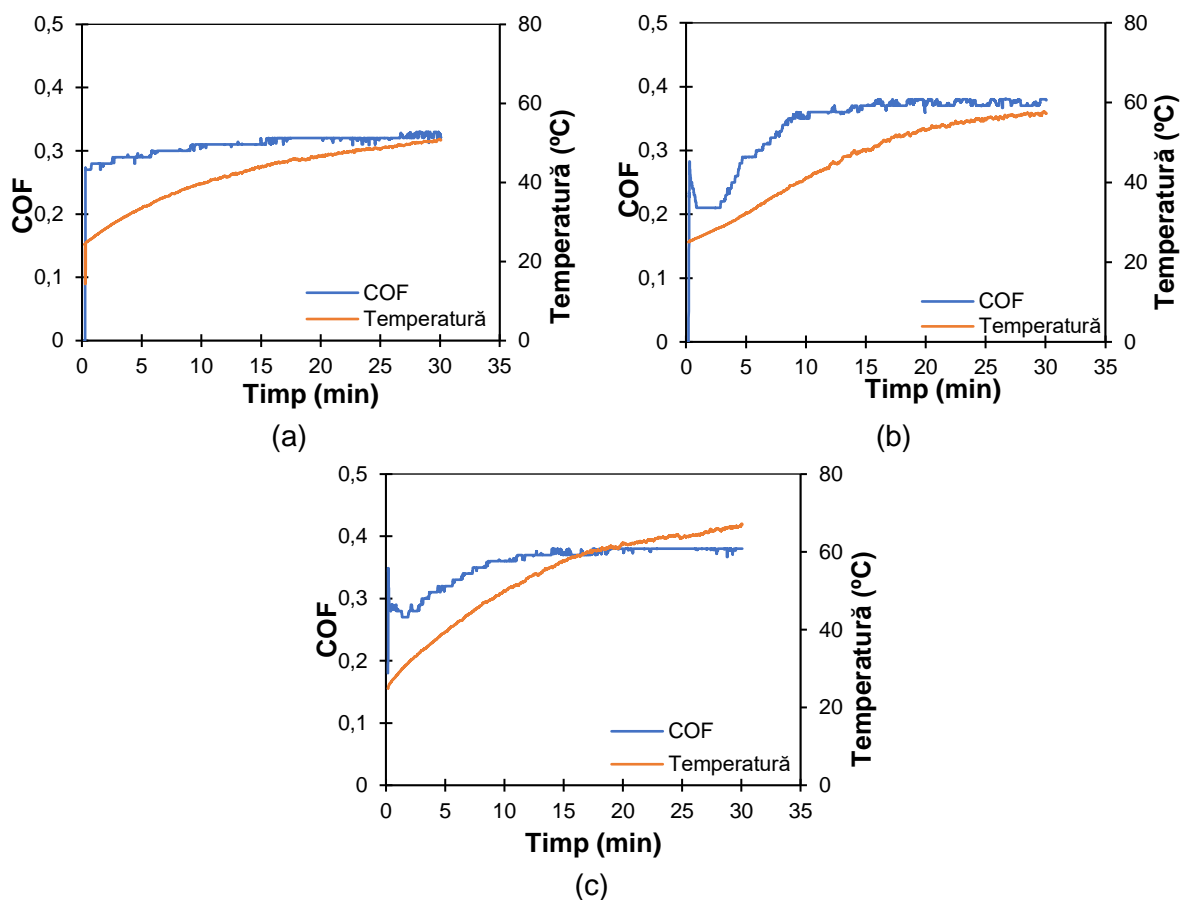 0,5
0,4
0,3
0,2
0,1
0
COF
80
60
40
20
0
Temperatură (ºC)
COF
Temperatură
0 5 10 15 20 25 30 35
Timp (min)
(a)
0,5
0,4
0,3
0,2
0,1
0
COF
80
60
40
20
0
Temperatură (ºC)
COF
Temperatură
0 5 10 15 20 25 30 35
Timp (min)
(b)
0,5
0,4
0,3
0,2
0,1
0
COF
80
60
40
20
0
Temperatură (ºC)
COF
Temperatură
0 5 10 15 20 25 30 35
Timp (min)
(c)